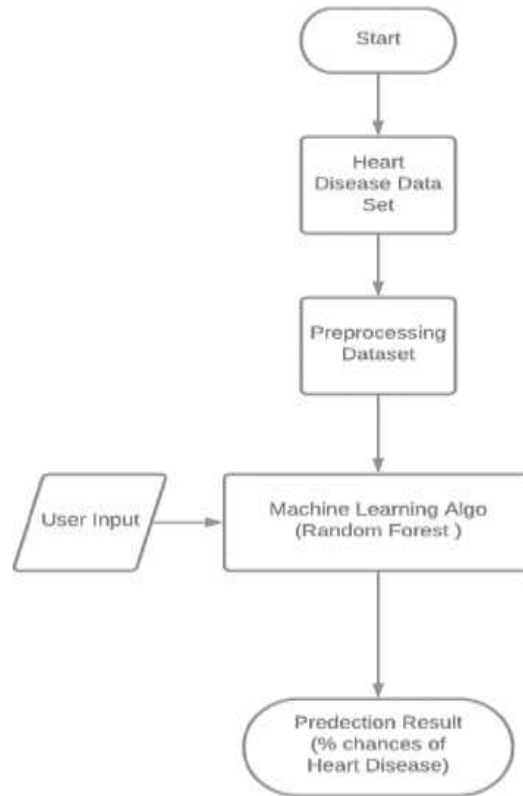 Start
Heart
Disease Data
Set
Preprocessing
Dataset
User Input
Machine Learning Algo
(Random Forest )
Predection Result
(% chances of
Heart Disease)